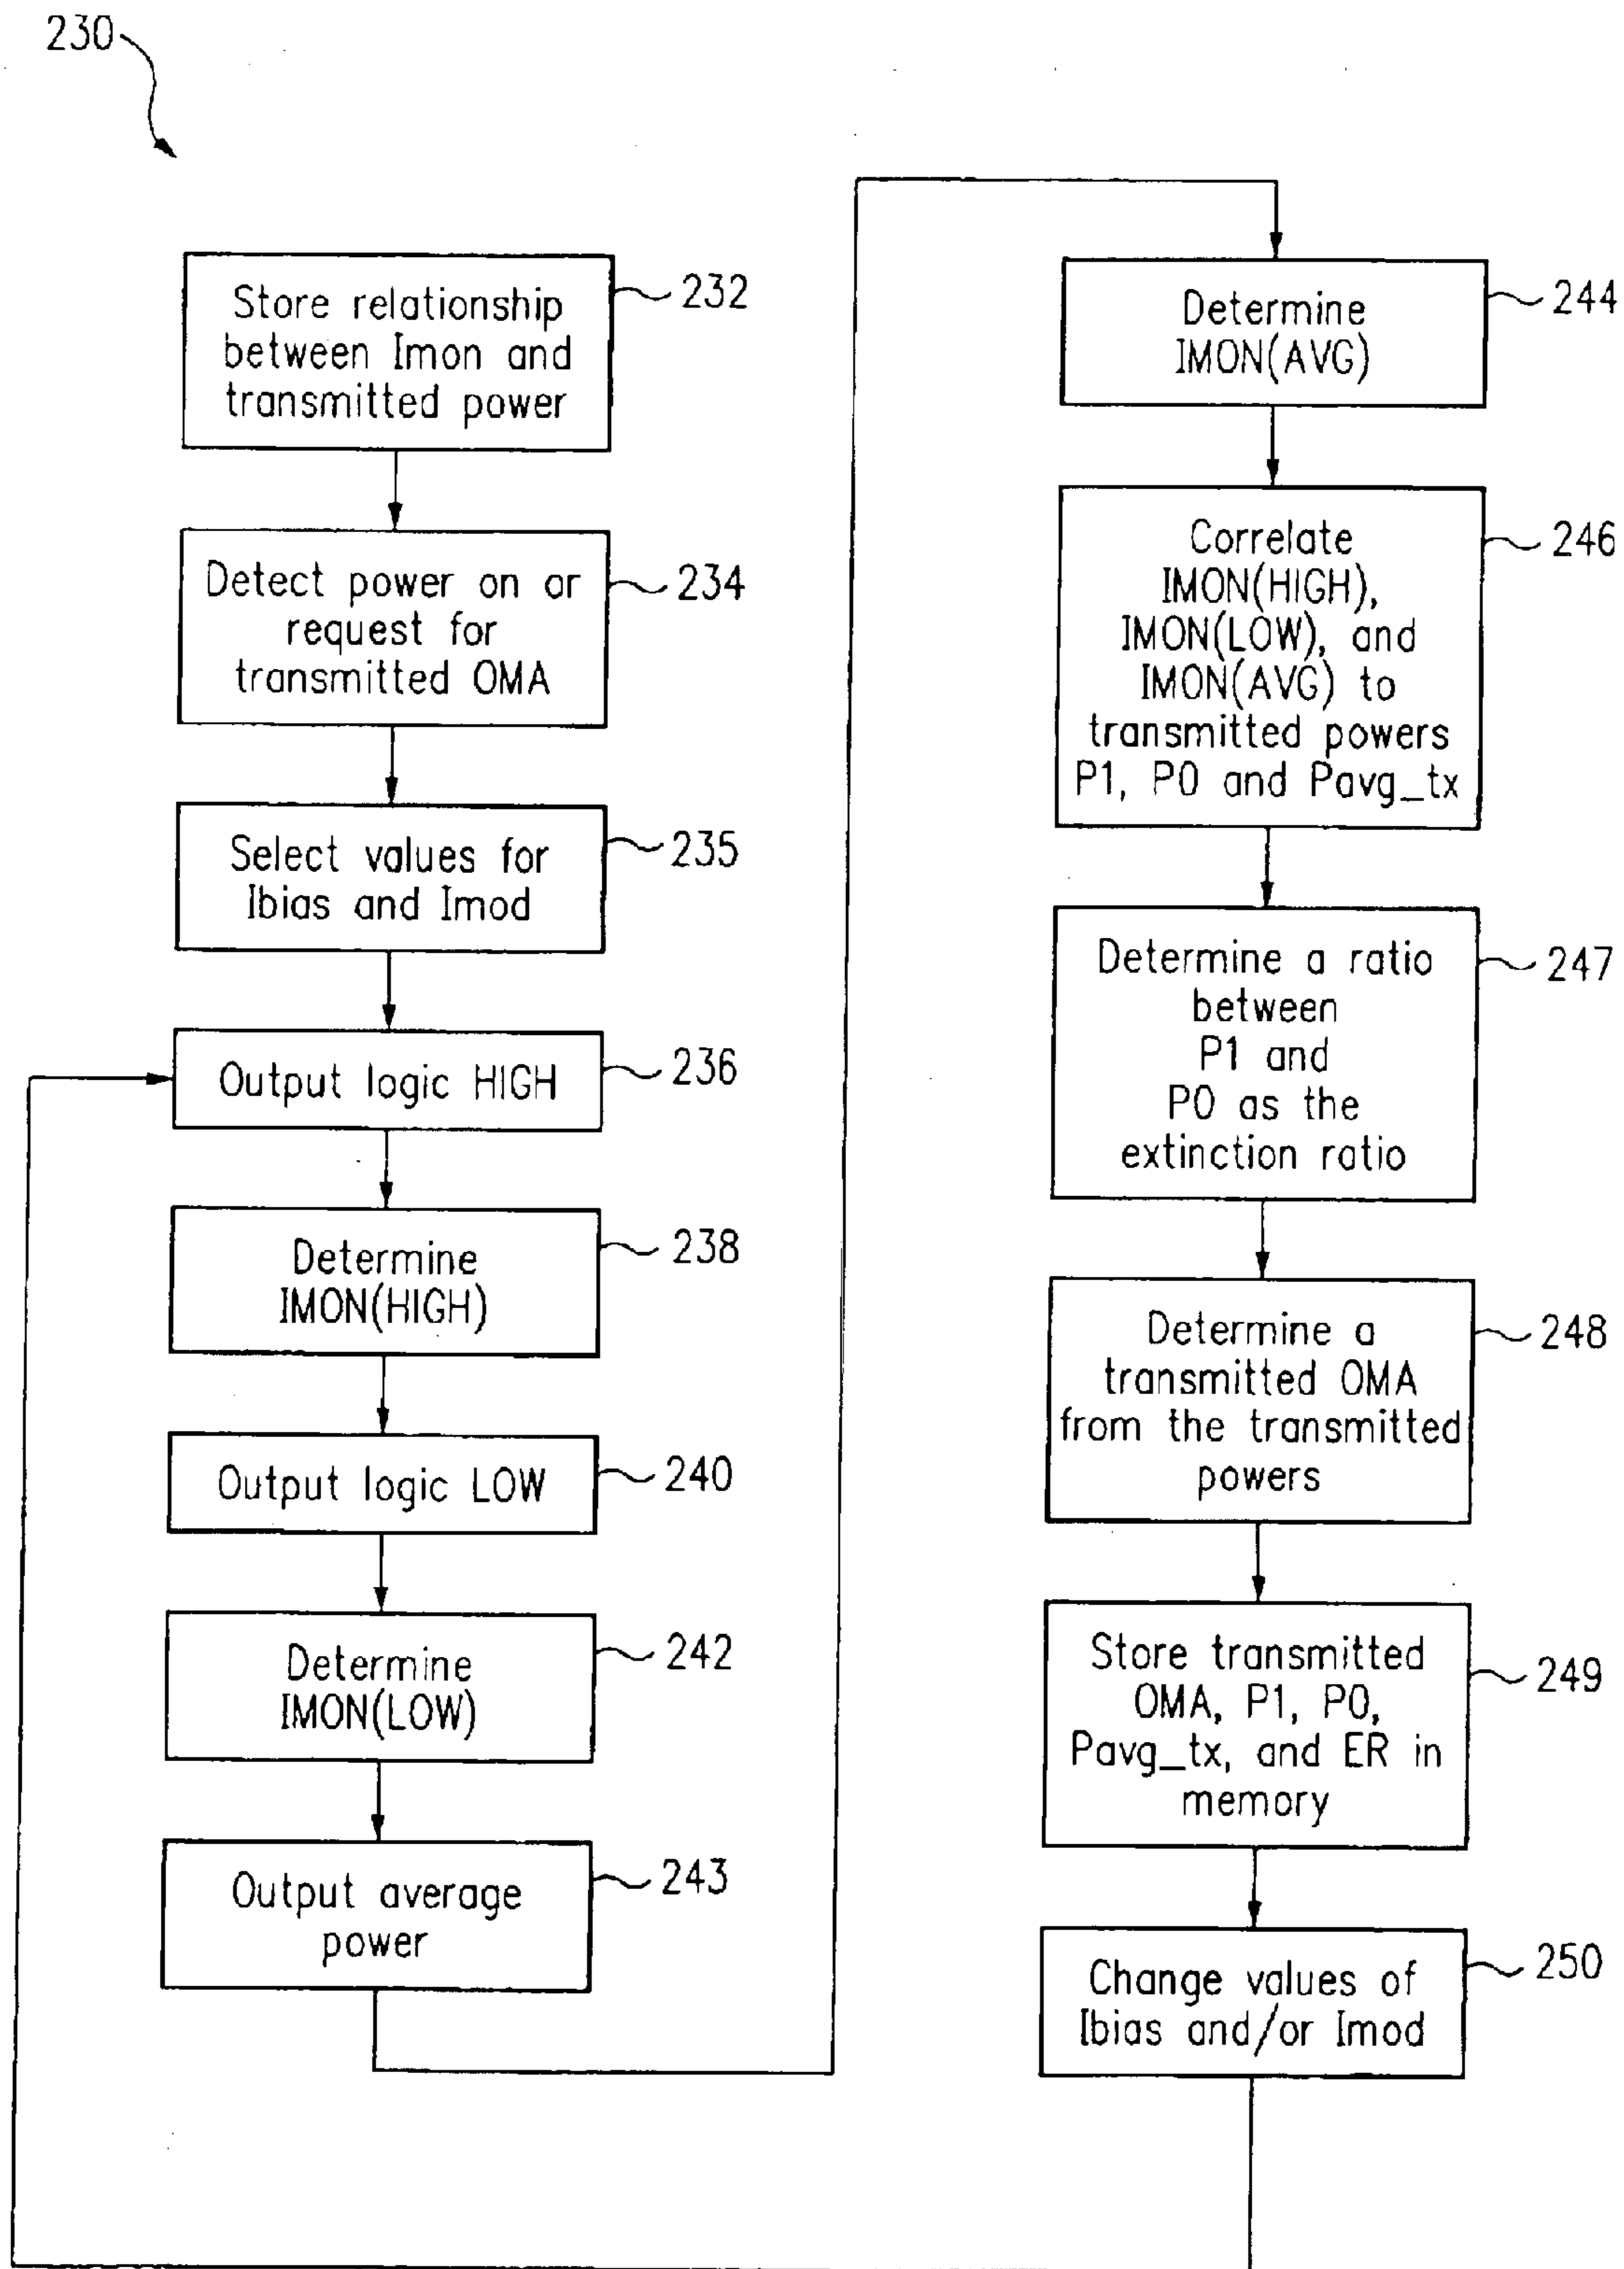 230
Store relationship
between Imon and
transmitted power
232
Detect power on or
request for
transmitted OMA
234
Select values for
Ibias and Imod
235
Output logic HIGH
236
Determine
IMON(HIGH)
238
Output logic LOW
240
Determine
IMON(LOW)
242
Output average
power
243
Determine
IMON(AVG)
244
Correlate
IMON(HIGH),
IMON(LOW), and
IMON(AVG) to
transmitted powers
P1, P0 and Pavg_tx
246
Determine a ratio
between
P1 and
P0 as the
extinction ratio
247
Determine a
transmitted OMA
from the transmitted
powers
248
Store transmitted
OMA, P1, P0,
Pavg_tx, and ER in
memory
249
Change values of
Ibias and/or Imod
250